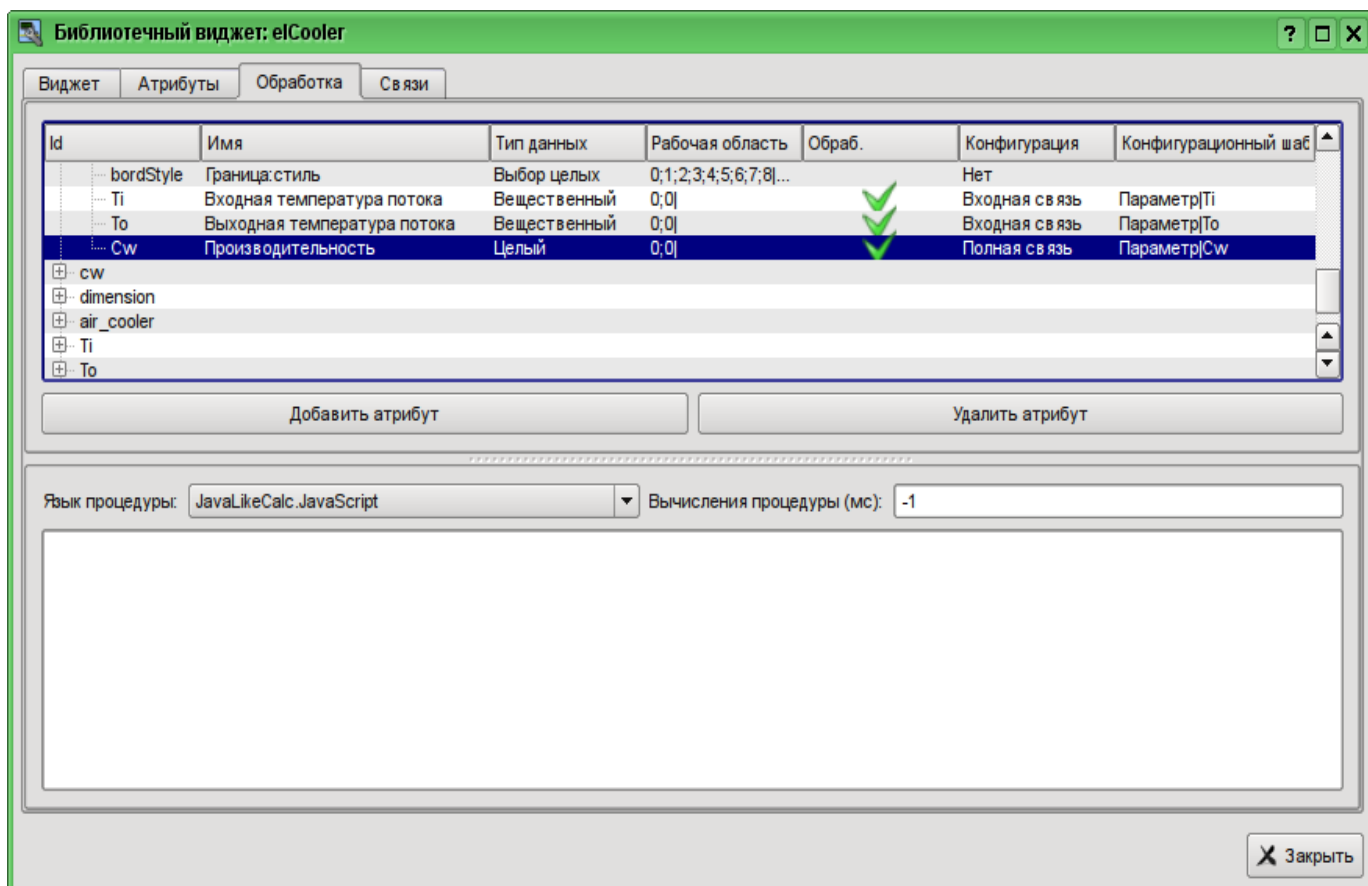 Библиотечный виджет: elCooler
Виджет Атрибуты Обработка Связи
Id Имя Тип данных Рабочая область Обраб. Конфигурация Конфигурационный шаб
bordStyle Граница:стиль Выбор целых 0;1;2;3;4;5;6;7;8|... Нет
Ti Входная температура потока Вещественный 0;0| Входная связь Параметр|Ti
To Выходная температура потока Вещественный 0;0| Входная связь Параметр|To
Cw Производительность Целый 0;0| Полная связь Параметр|Cw
cw
dimension
air_cooler
Ti
To
Добавить атрибут Удалить атрибут
Язык процедуры: JavaLikeCalc.JavaScript Вычисления процедуры (мс): -1
Закрыть